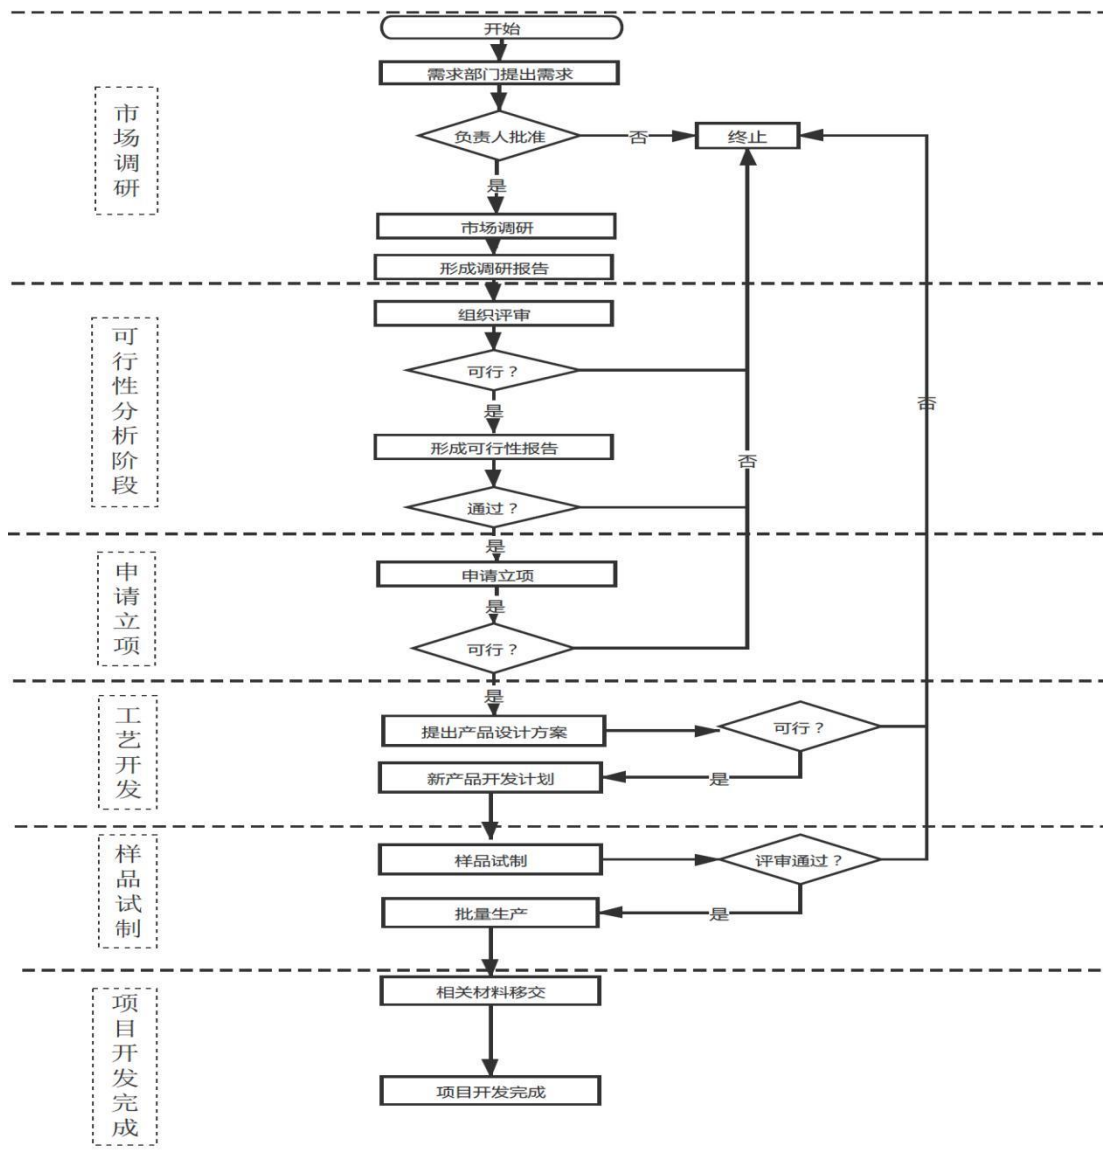 开始
需求部门提出需求
市场调研
负责人批准
否
终止
是
市场调研
形成调研报告
可行性分析阶段
组织评审
可行？
是
否
形成可行性报告
否
通过？
是
申请立项
申请立项
是
可行？
是
工艺开发
提出产品设计方案
可行？
新产品开发计划
是
样品试制
样品试制
评审通过？
批量生产
是
项目开发完成
相关材料移交
项目开发完成